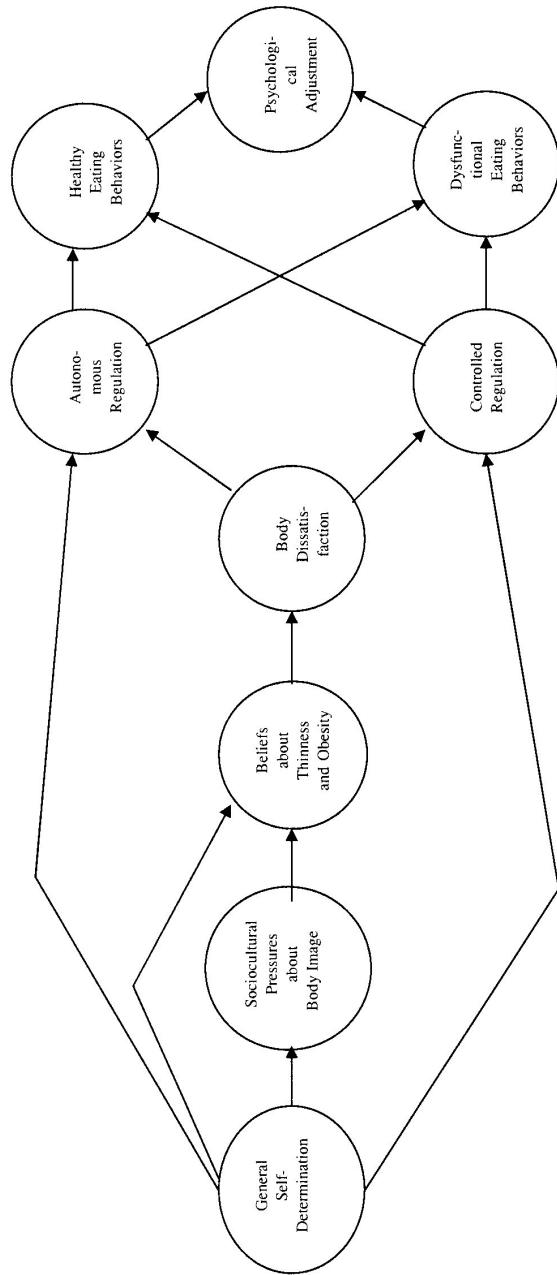 General
Self-
Determination
Sociocultural
Pressures
about
Body Image
Beliefs
about
Thinness
and Obesity
Body
Dissatis-
faction
Autono-
mous
Regulation
Controlled
Regulation
Healthy
Eating
Behaviors
Dysfunc-
tional
Eating
Behaviors
Psychologi-
cal
Adjustment